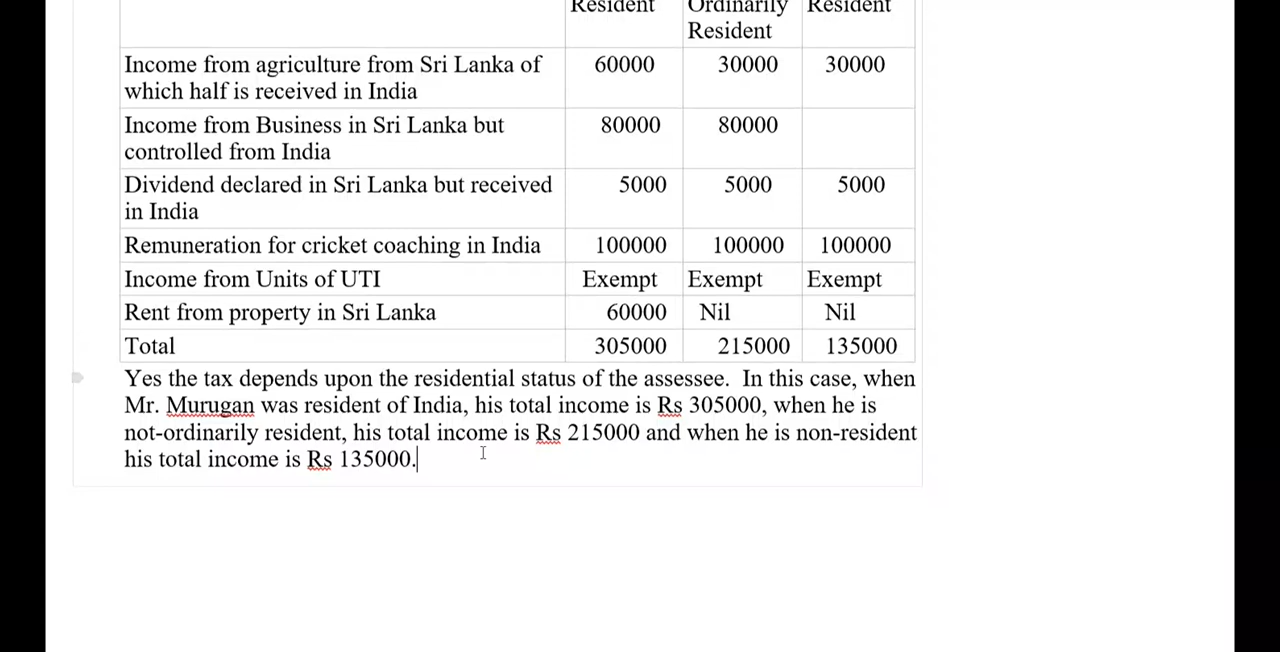 Resident Ordinarily Resident
Resident
Income from agriculture from Sri Lanka of 60000 30000 30000
which half is received in India
Income from Business in Sri Lanka but 80000 80000
controlled from India
Dividend declared in Sri Lanka but received 5000 5000 5000
in India
Remuneration for cricket coaching in India 100000 100000 100000
Income from Units of UTI Exempt Exempt Exempt
Rent from property in Sri Lanka 60000 Nil Nil
Total 305000 215000 135000
Yes the tax depends upon the residential status of the assessee. In this case, when
Mr. Murugan was resident of India, his total income is Rs 305000, when he is
not-ordinarily resident, his total income is Rs 215000 and when he is non-resident
his total income is Rs 135000.